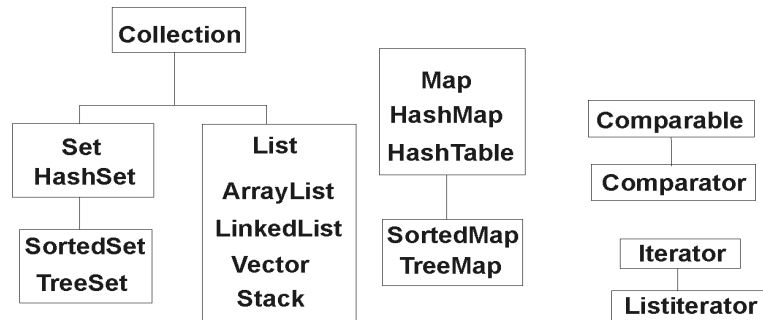 Collection
Set
HashSet
SortedSet
TreeSet
List
ArrayList
LinkedList
Vector
Stack
Map
HashMap
HashTable
SortedMap
TreeMap
Comparable
Comparator
Iterator
Listiterator